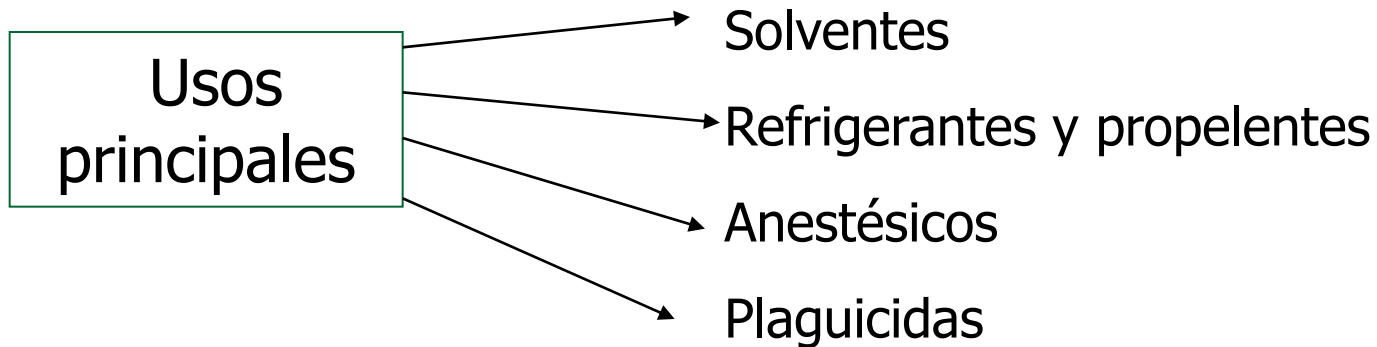 Usos
principales
Solventes
Refrigerantes y propelentes
Anestésicos
Plaguicidas